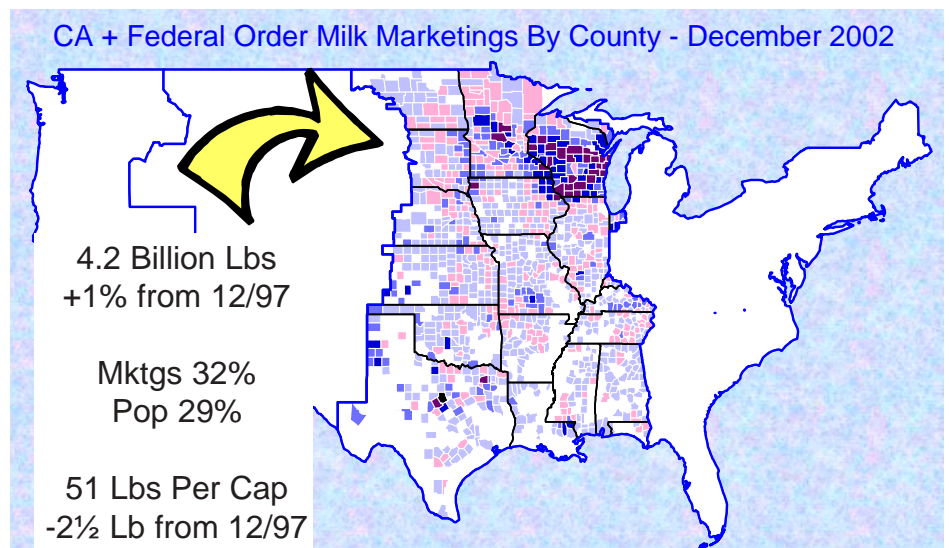 CA + Federal Order Milk Marketings By County - December 2002
4.2 Billion Lbs
+1% from 12/97
Mktgs 32%
Pop 29%
51 Lbs Per Cap
-2½ Lb from 12/97